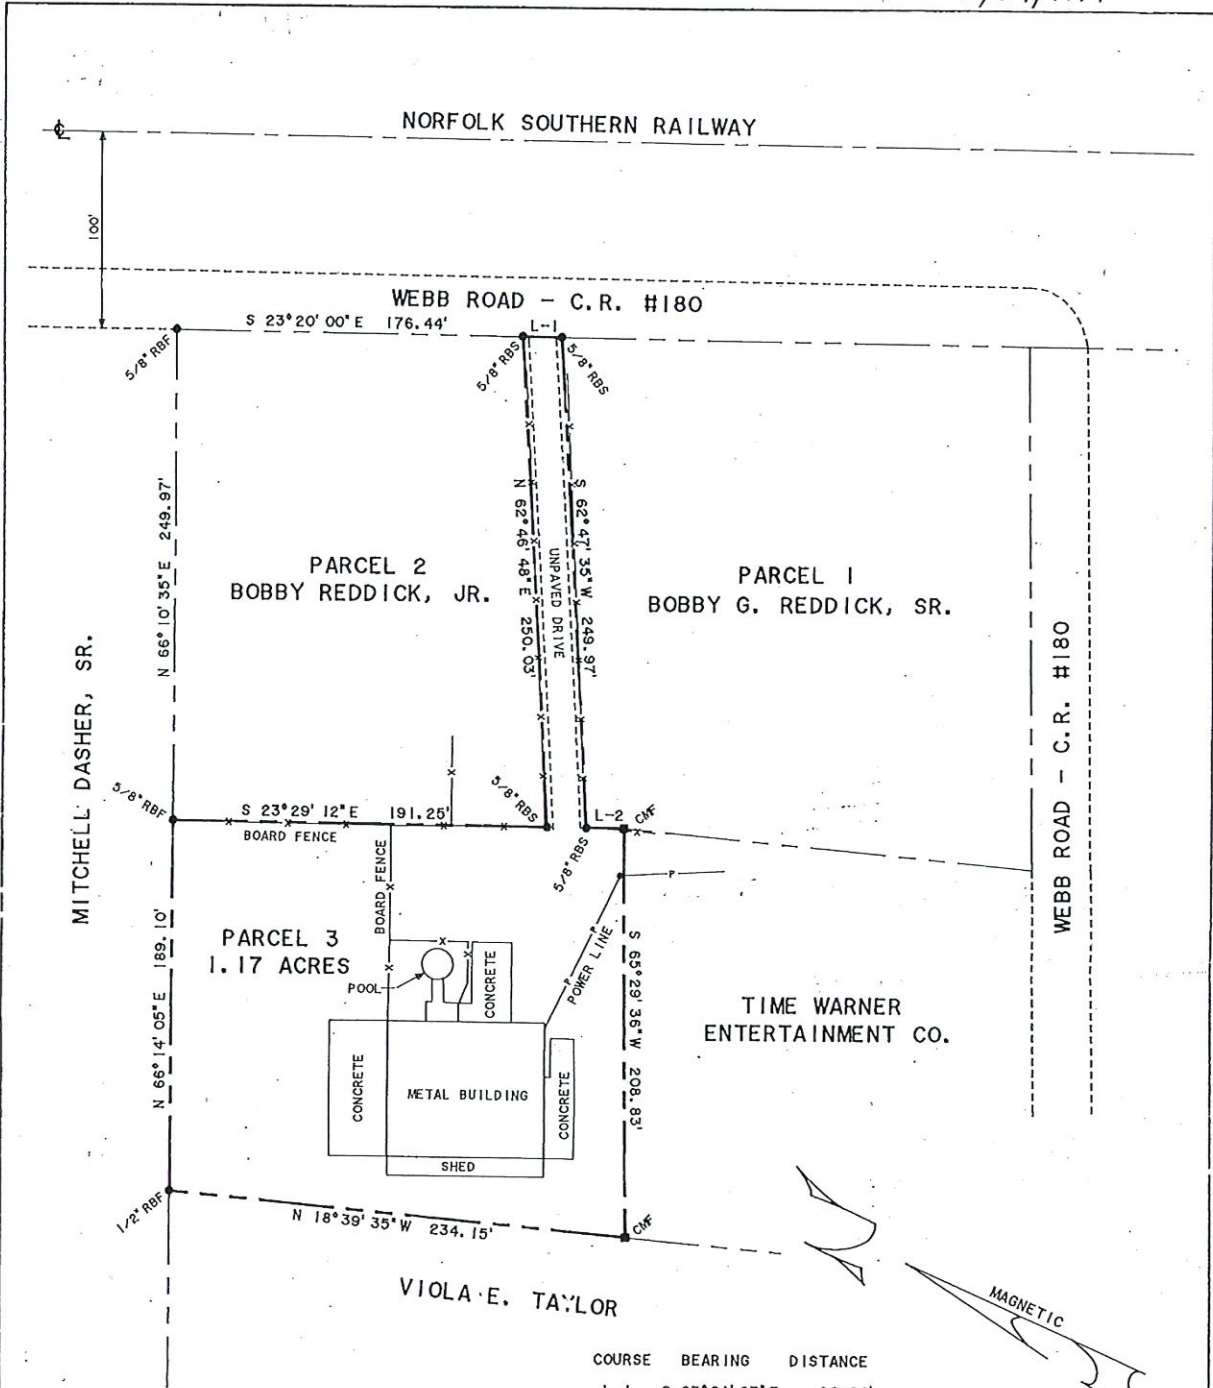 NORFOLK SOUTHERN RAILWAY
100'
WEBB ROAD - C.R. #180
S 23°20'00"E 176.44'
L-1
5/8" RBF
5/8" RBS
5/8" RBS
N 66°10'35"E 249.97'
N 62°46'48"E 250.03'
UNPAVED DRIVE
S 62°47'35"W 249.97'
PARCEL 2
BOBBY REDDICK, JR.
PARCEL 1
BOBBY G. REDDICK, SR.
MITCHELL DASHER, SR.
WEBB ROAD - C.R. #180
5/8" RBF
S 23°29'12"E 191.25'
BOARD FENCE
5/8" RBS
L-2
CMF
5/8" RBS
BOARD FENCE
PARCEL 3
1.17 ACRES
POOL
CONCRETE
P
P
P
POWER LINE
S 65°29'36"W 208.83'
N 66°14'05"E 189.10'
TIME WARNER
ENTERTAINMENT CO.
CONCRETE
METAL BUILDING
CONCRETE
SHED
1/2" RBF
N 18°39'35"W 234.15'
CMF
VIOLA E. TAYLOR
MAGNETIC
COURSE BEARING DISTANCE